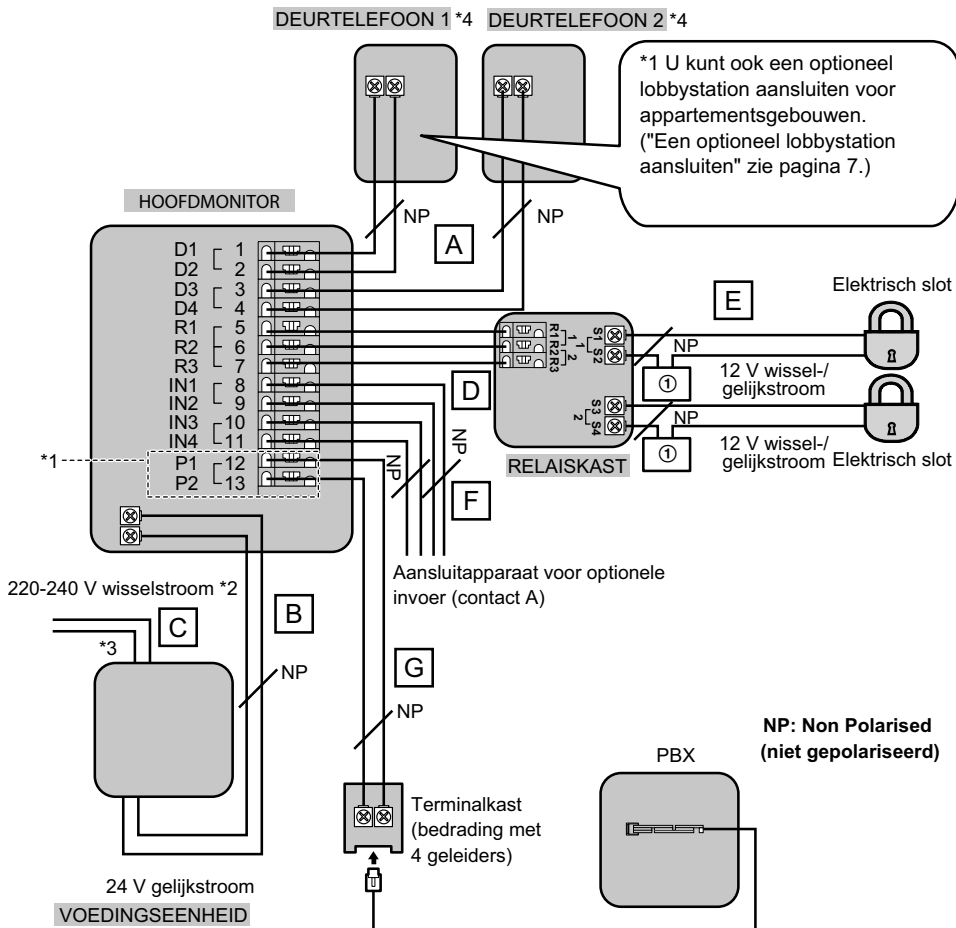 DEURTELEFOON 1 *4
DEURTELEFOON 2 *4
*1 U kunt ook een optioneel
lobbystation aansluiten voor
appartementsgebouwen.
("Een optioneel lobbystation
aansluiten" zie pagina 7.)
HOOFDMONITOR
NP
A
NP
D1 1
D2 2
D3 3
D4 4
R1 5
R2 6
R3 7
IN1 8
IN2 9
IN3 10
IN4 11
P1 12
P2 13
*1
R1
R2
R3
1
2
S1
S2
1
S3
S4
2
RELAISKAST
D
E
Elektrisch slot
NP
①
12 V wissel-/
gelijkstroom
NP
①
12 V wissel-/
gelijkstroom
Elektrisch slot
NP
NP
F
Aansluitapparaat voor optionele
invoer (contact A)
220-240 V wisselstroom *2
C
B
*3
NP
G
NP
NP: Non Polarised
(niet gepolariseerd)
PBX
Terminalkast
(bedrading met
4 geleiders)
24 V gelijkstroom
VOEDINGSEENHEID